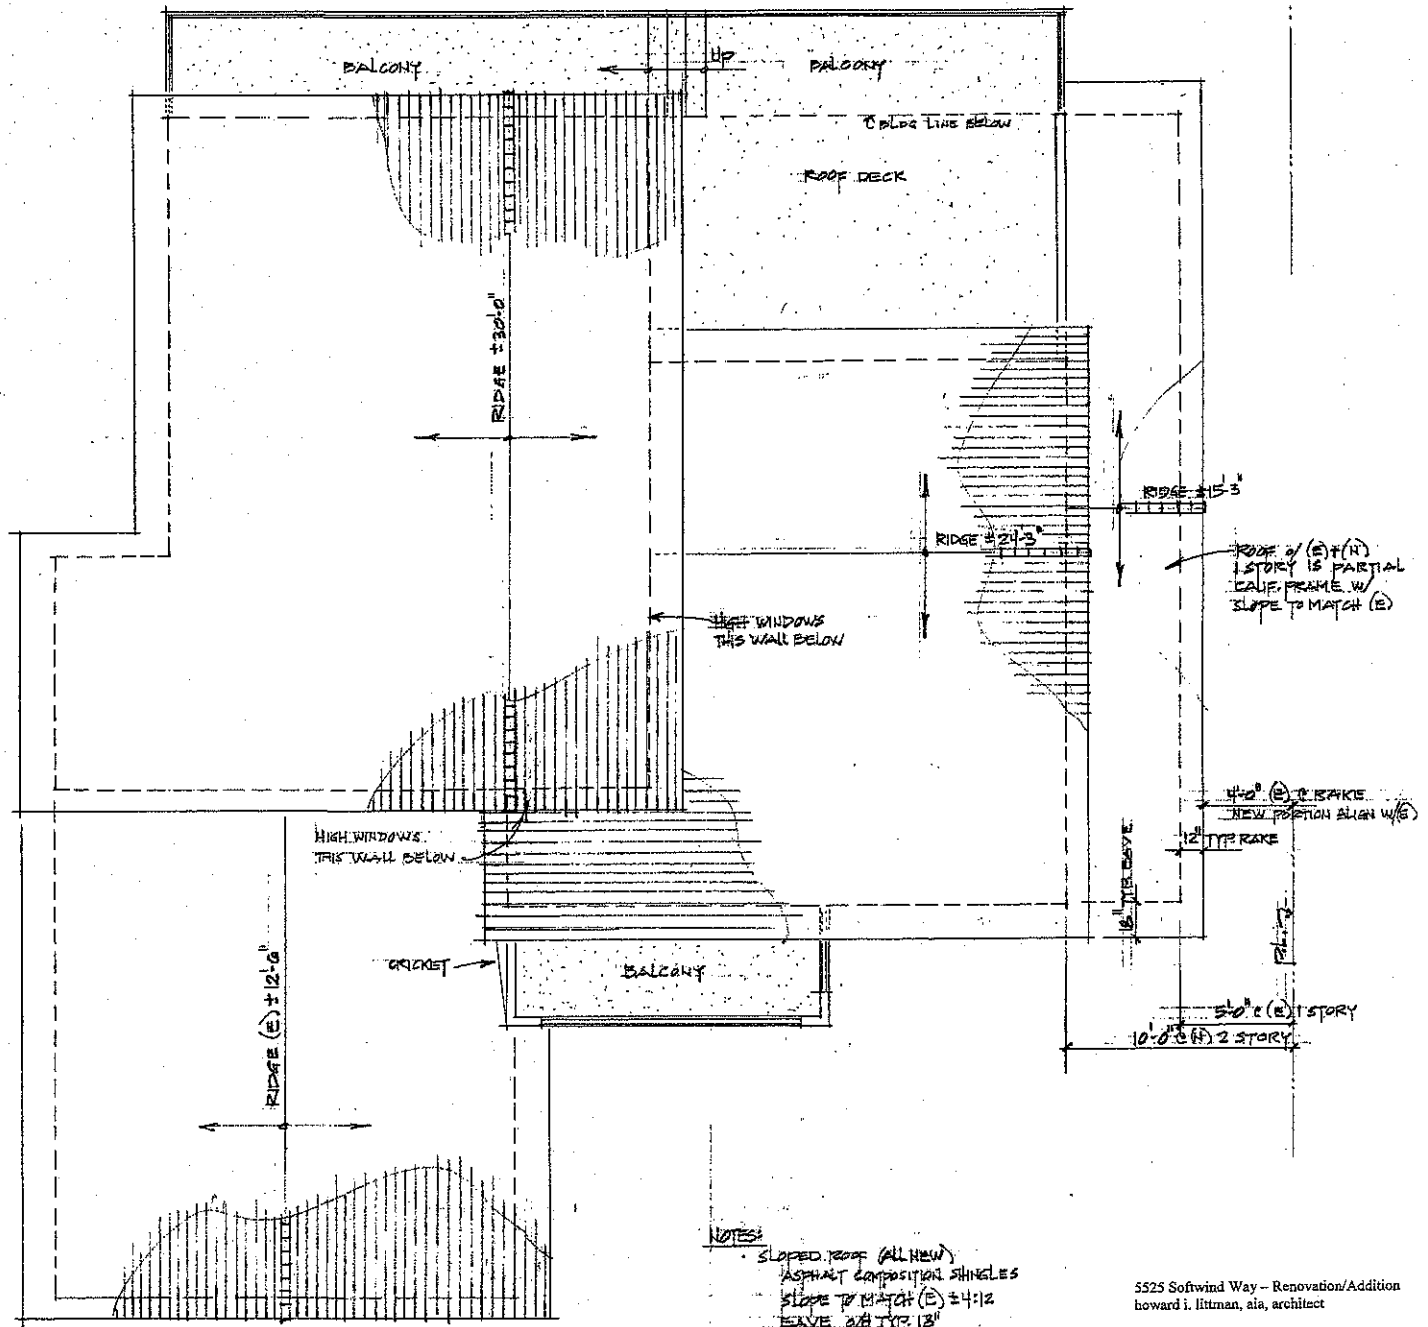 BALCONY
UP
BALCONY
@ BLDG LINE BELOW
ROOF DECK
RIDGE ±30'-0"
RIDGE ±15'-3"
RIDGE ±24'-3"
ROOF o/ (E)+(N)
1 STORY IS PARTIAL
CALIF. FRAME W/
SLOPE TO MATCH (E)
HIGH WINDOWS
THIS WALL BELOW
4'-0" (E) @ RAKE
NEW PORTION ALIGN W/(E)
HIGH WINDOWS
THIS WALL BELOW
12" TYP. RAKE
18" TYP. EAVE
CRICKET
BALCONY
RIDGE (E) ±12'-6"
5'-0" @ (E) 1 STORY
10'-0" @ (N) 2 STORY
NOTES:
· SLOPED ROOF (ALL NEW)
ASPHALT COMPOSITION SHINGLES
SLOPE TO MATCH (E) ±4:12
EAVE O/H TYP. 18"
5525 Softwind Way – Renovation/Addition
howard i. littman, aia, architect